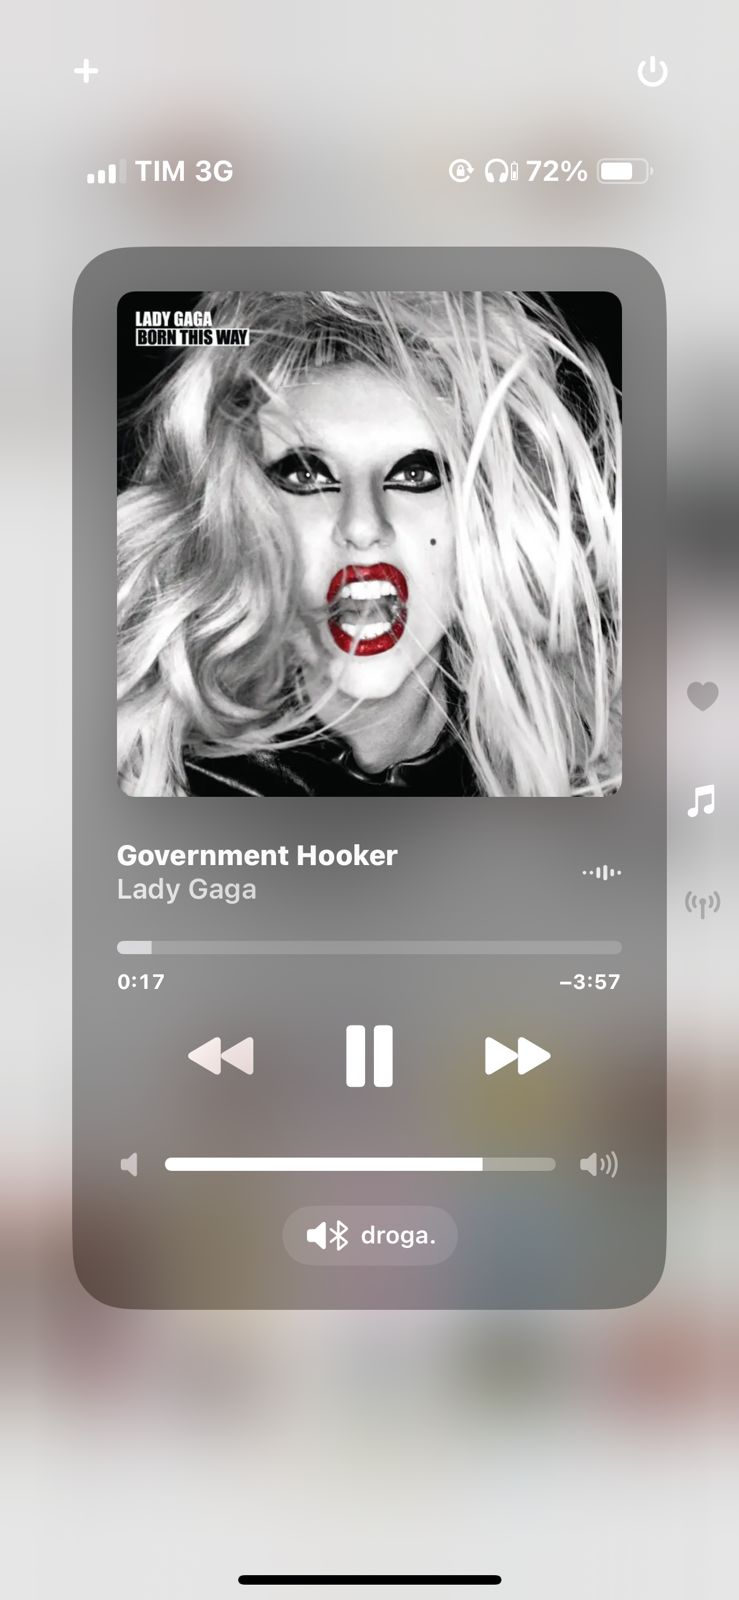 TIM 3G
72%
LADY GAGA
BORN THIS WAY
Government Hooker
Lady Gaga
0:17
−3:57
droga.